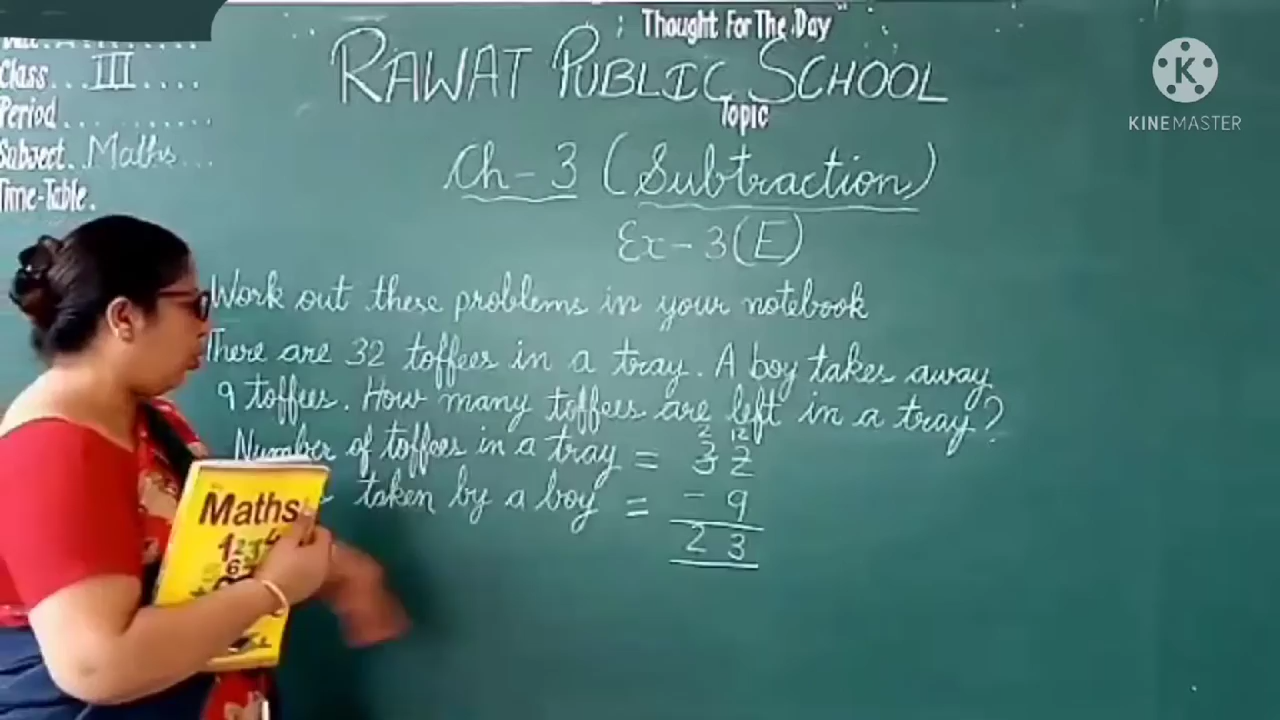 Thought For The Day
RAWAT PUBLIC SCHOOL
Class...III....
Period..........
Subject..Maths...
Time-Table.
Topic
Ch-3 (Subtraction)
Ex-3(E)
Work out these problems in your notebook
There are 32 toffees in a tray. A boy takes away
9 toffees. How many toffees are left in a tray?
2 12
Number of toffees in a tray = 32
taken by a boy = - 9
2 3
Maths
KINEMASTER